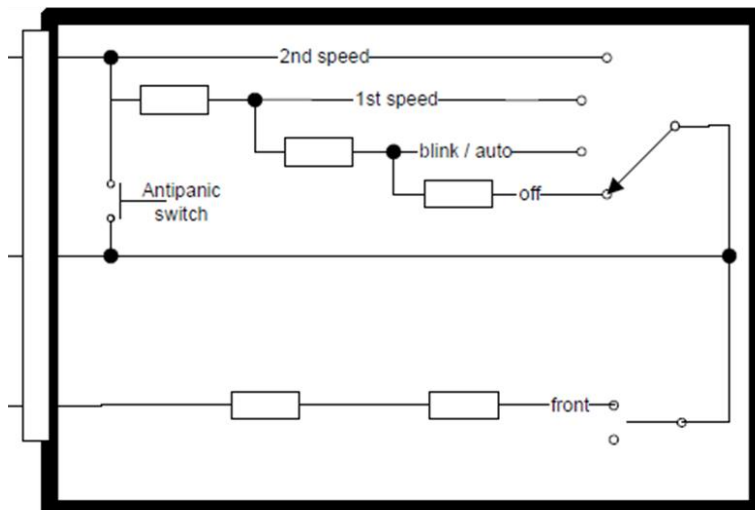 2nd speed
1st speed
blink / auto
Antipanic
switch
off
front